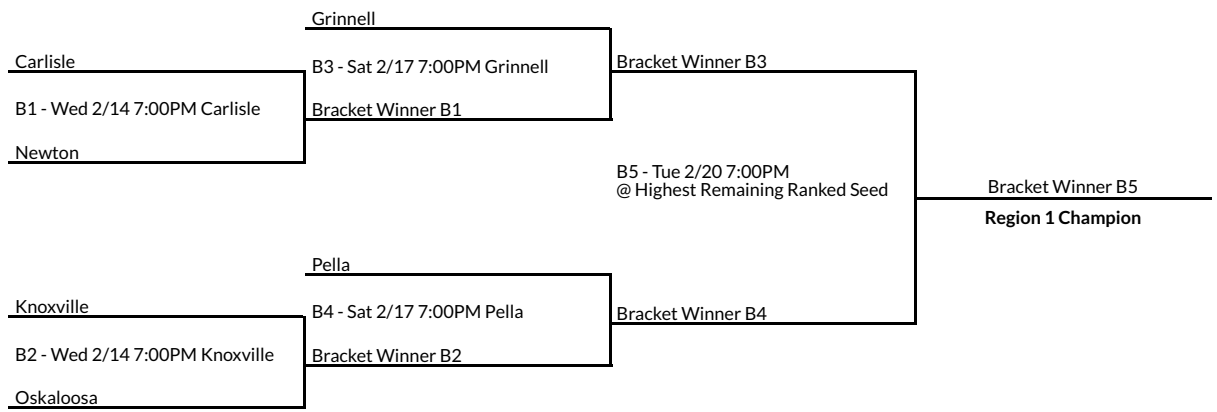 Grinnell
Carlisle
B3 - Sat 2/17 7:00PM Grinnell
Bracket Winner B3
B1 - Wed 2/14 7:00PM Carlisle
Bracket Winner B1
Newton
B5 - Tue 2/20 7:00PM
@ Highest Remaining Ranked Seed
Bracket Winner B5
Region 1 Champion
Pella
Knoxville
B4 - Sat 2/17 7:00PM Pella
Bracket Winner B4
B2 - Wed 2/14 7:00PM Knoxville
Bracket Winner B2
Oskaloosa